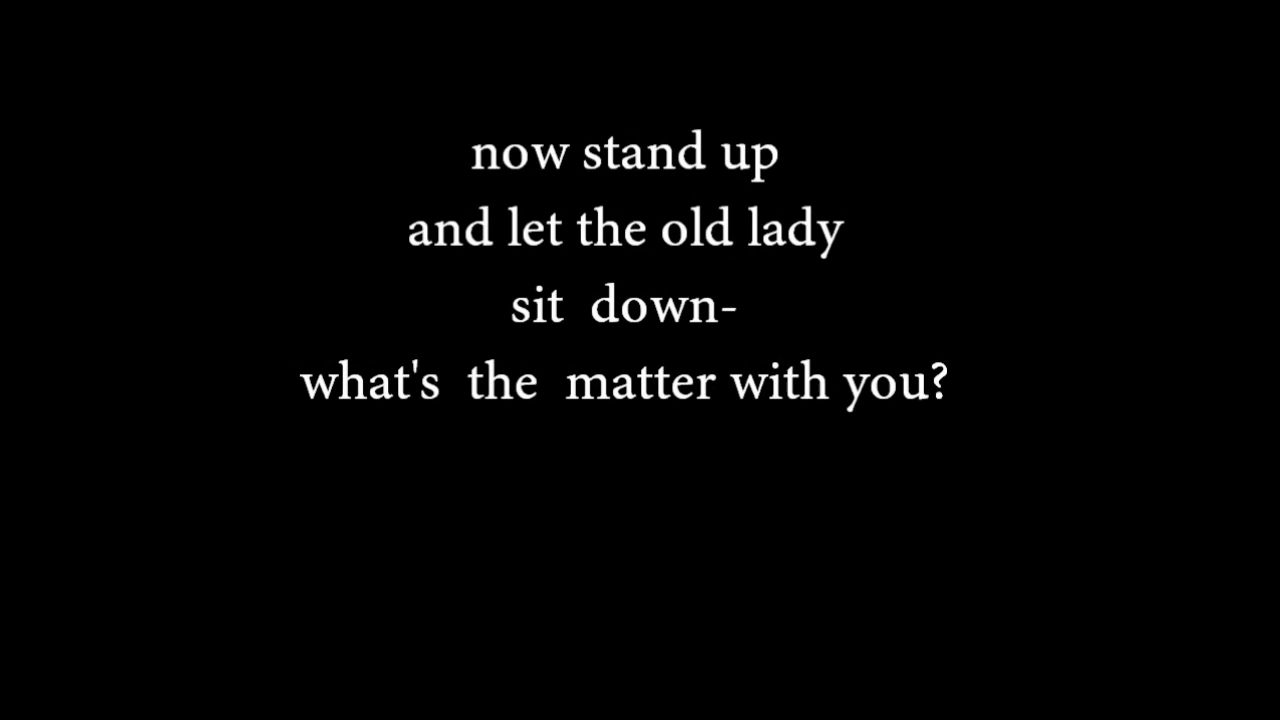 now stand up
and let the old lady
sit  down-
what's  the  matter with you?